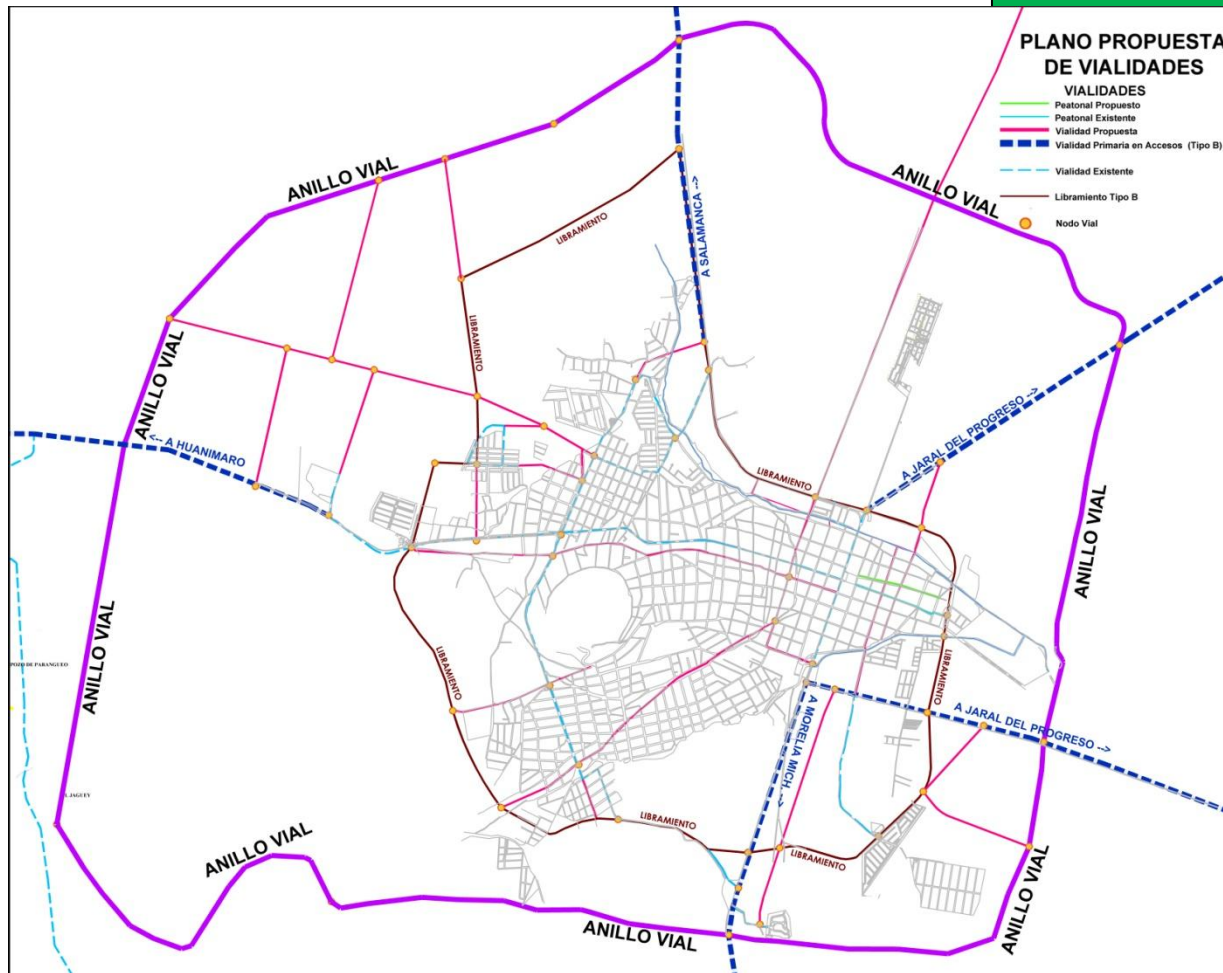 PLANO PROPUESTA
DE VIALIDADES
VIALIDADES
Peatonal Propuesto
Peatonal Existente
Vialidad Propuesta
Vialidad Primaria en Accesos (Tipo B)
Vialidad Existente
Libramiento Tipo B
Nodo Vial
ANILLO VIAL
ANILLO VIAL
LIBRAMIENTO
A SALAMANCA -->
LIBRAMIENTO
ANILLO VIAL
<-- A HUANIMARO
A JARAL DEL PROGRESO -->
LIBRAMIENTO
ANILLO VIAL
ANILLO VIAL
POZO DE PARANGUEO
LIBRAMIENTO
LIBRAMIENTO
A JARAL DEL PROGRESO -->
A MORELIA MICH. -->
JAGUEY
ANILLO VIAL
LIBRAMIENTO
LIBRAMIENTO
ANILLO VIAL
ANILLO VIAL